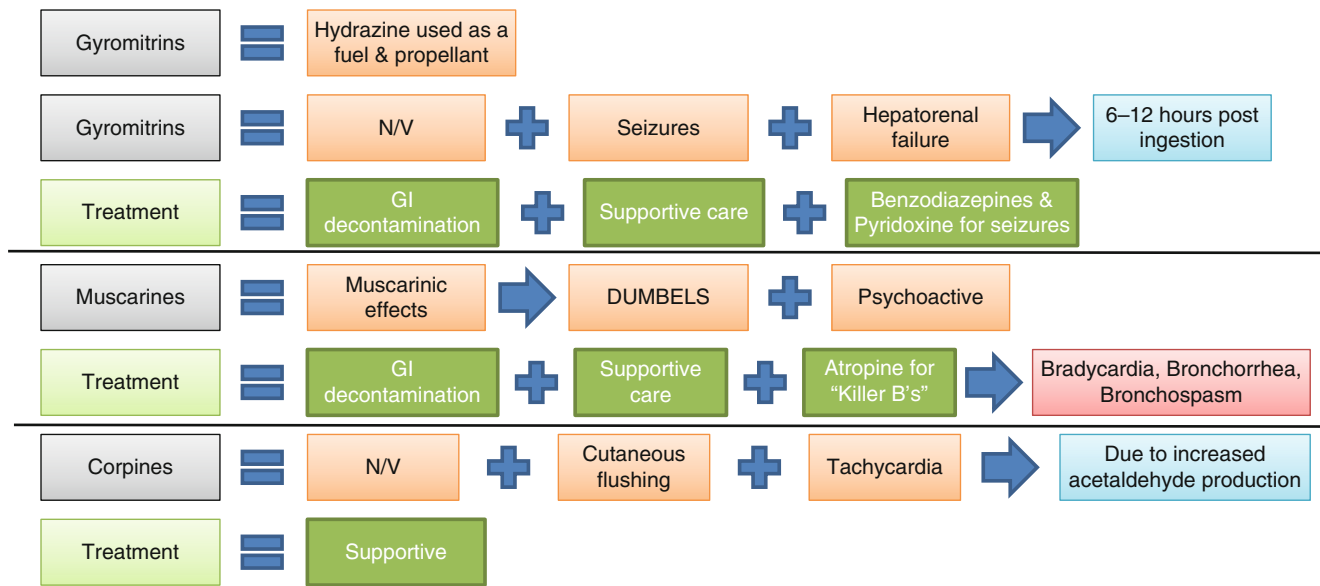 Gyromitrins
Hydrazine used as a
fuel & propellant
Gyromitrins
N/V
Seizures
Hepatorenal
failure
6–12 hours post
ingestion
Treatment
GI
decontamination
Supportive care
Benzodiazepines &
Pyridoxine for seizures
Muscarines
Muscarinic
effects
DUMBELS
Psychoactive
Treatment
GI
decontamination
Supportive
care
Atropine for
“Killer B’s”
Bradycardia, Bronchorrhea,
Bronchospasm
Corpines
N/V
Cutaneous
flushing
Tachycardia
Due to increased
acetaldehyde production
Treatment
Supportive